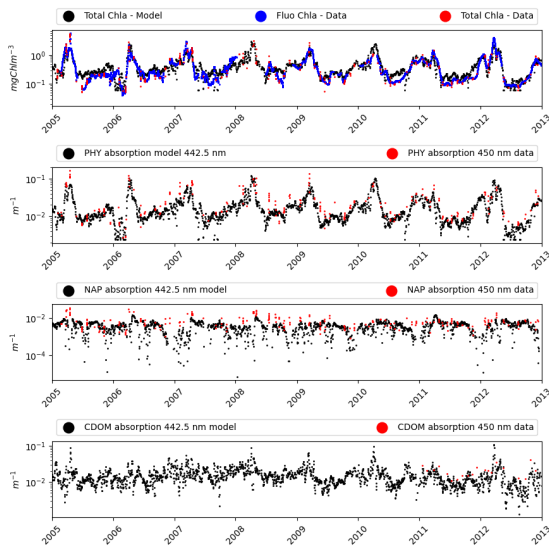 Total Chla - Model Fluo Chla - Data Total Chla - Data
mgChlm⁻³
10⁰
10⁻¹
2005 2006 2007 2008 2009 2010 2011 2012 2013
PHY absorption model 442.5 nm PHY absorption 450 nm data
m⁻¹
10⁻¹
10⁻²
2005 2006 2007 2008 2009 2010 2011 2012 2013
NAP absorption 442.5 nm model NAP absorption 450 nm data
m⁻¹
10⁻²
10⁻⁴
2005 2006 2007 2008 2009 2010 2011 2012 2013
CDOM absorption 442.5 nm model CDOM absorption 450 nm data
m⁻¹
10⁻¹
10⁻²
2005 2006 2007 2008 2009 2010 2011 2012 2013